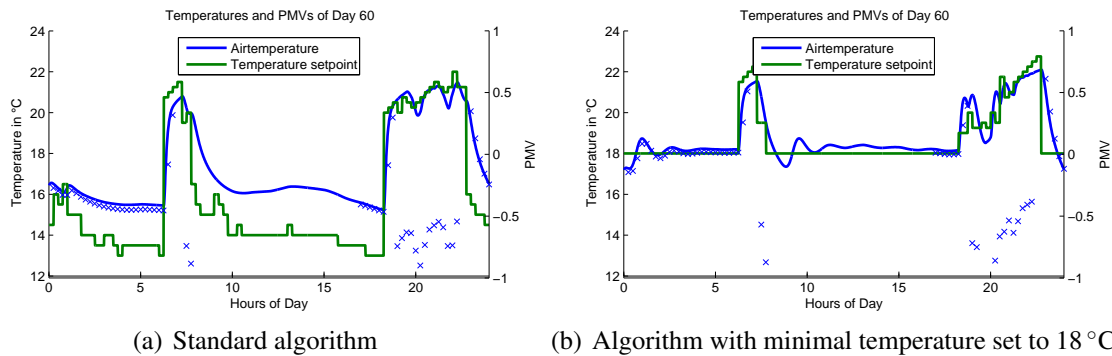 Temperatures and PMVs of Day 60
24
22
20
18
16
14
12
Temperature in °C
Airtemperature
Temperature setpoint
1
0.5
0
−0.5
−1
PMV
0
5
10
15
20
Hours of Day
(a) Standard algorithm
Temperatures and PMVs of Day 60
24
22
20
18
16
14
12
Temperature in °C
Airtemperature
Temperature setpoint
1
0.5
0
−0.5
−1
PMV
0
5
10
15
20
Hours of Day
(b) Algorithm with minimal temperature set to 18 °C